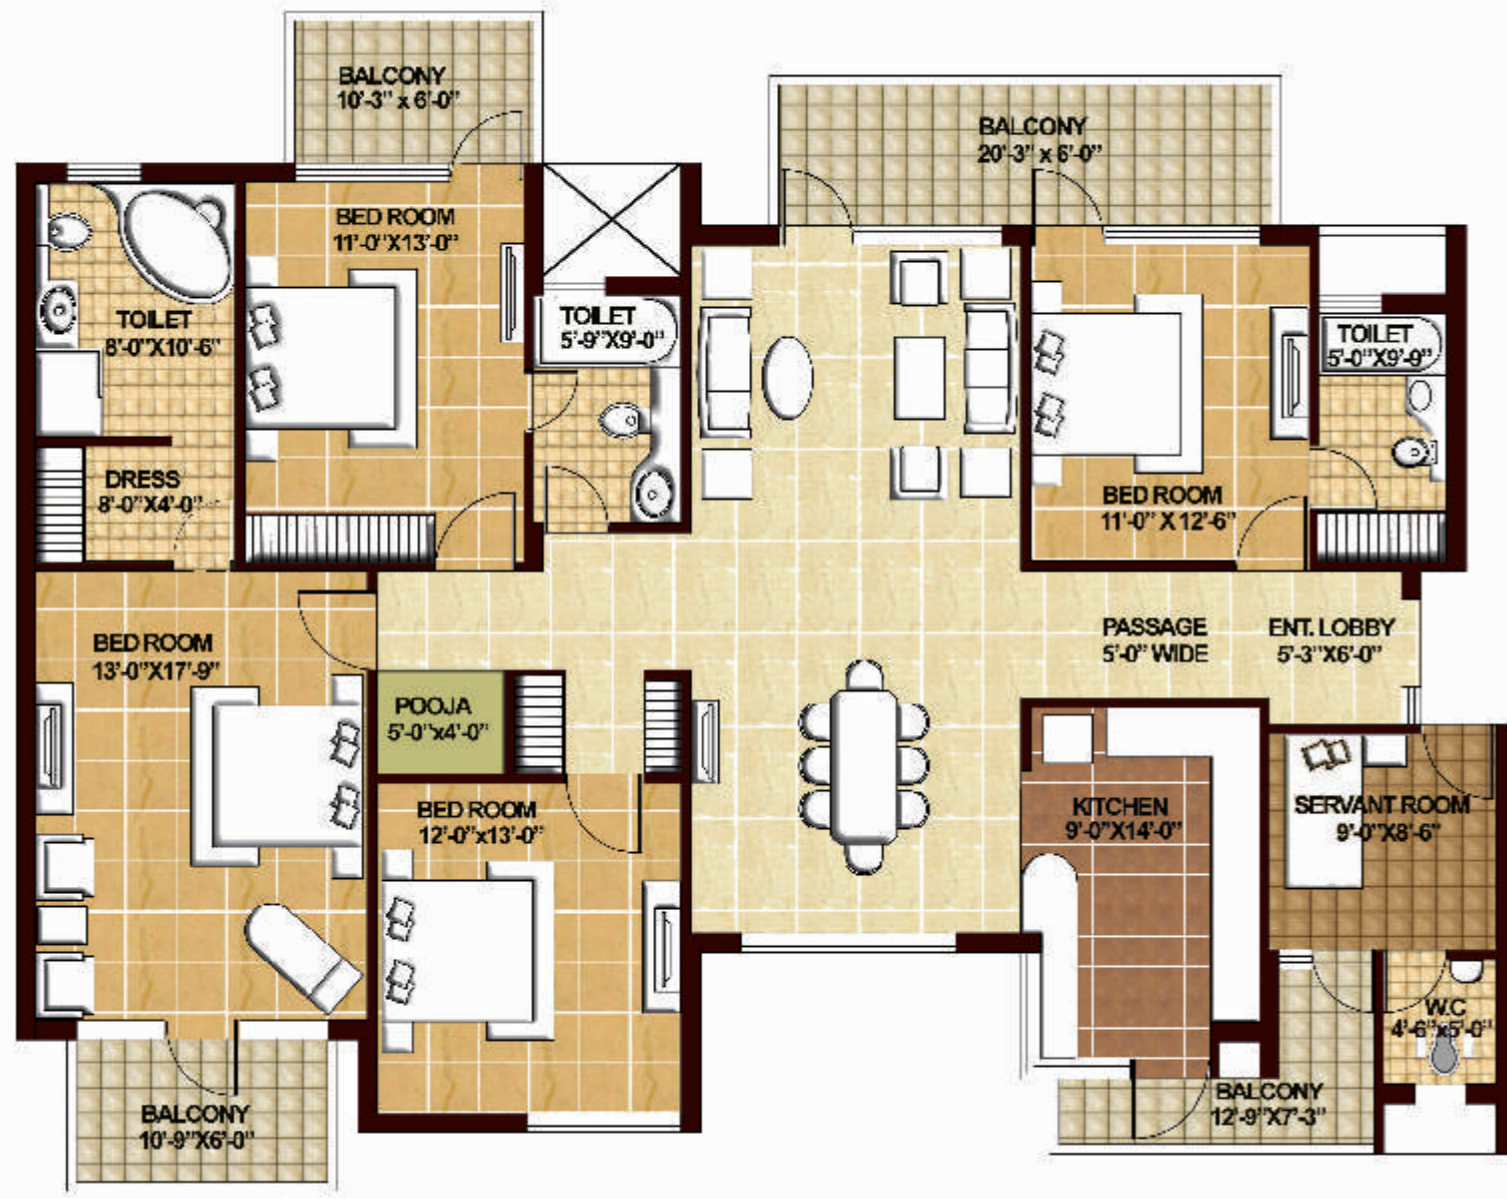 BALCONY
10'-3" x 6'-0"
BALCONY
20'-3" x 6'-0"
BED ROOM
11'-0"X13'-0"
TOILET
8'-0"X10'-6"
TOILET
5'-9"X9'-0"
TOILET
5'-0"X9'-9"
DRESS
8'-0"X4'-0"
BED ROOM
11'-0" X 12'-6"
BED ROOM
13'-0"X17'-9"
PASSAGE
5'-0" WIDE
ENT. LOBBY
5'-3"X6'-0"
POOJA
5'-0"x4'-0"
BED ROOM
12'-0"x13'-0"
KITCHEN
9'-0"X14'-0"
SERVANT ROOM
9'-0"X8'-6"
W.C
4'-6"x5'-0"
BALCONY
12'-9"X7'-3"
BALCONY
10'-9"X6'-0"